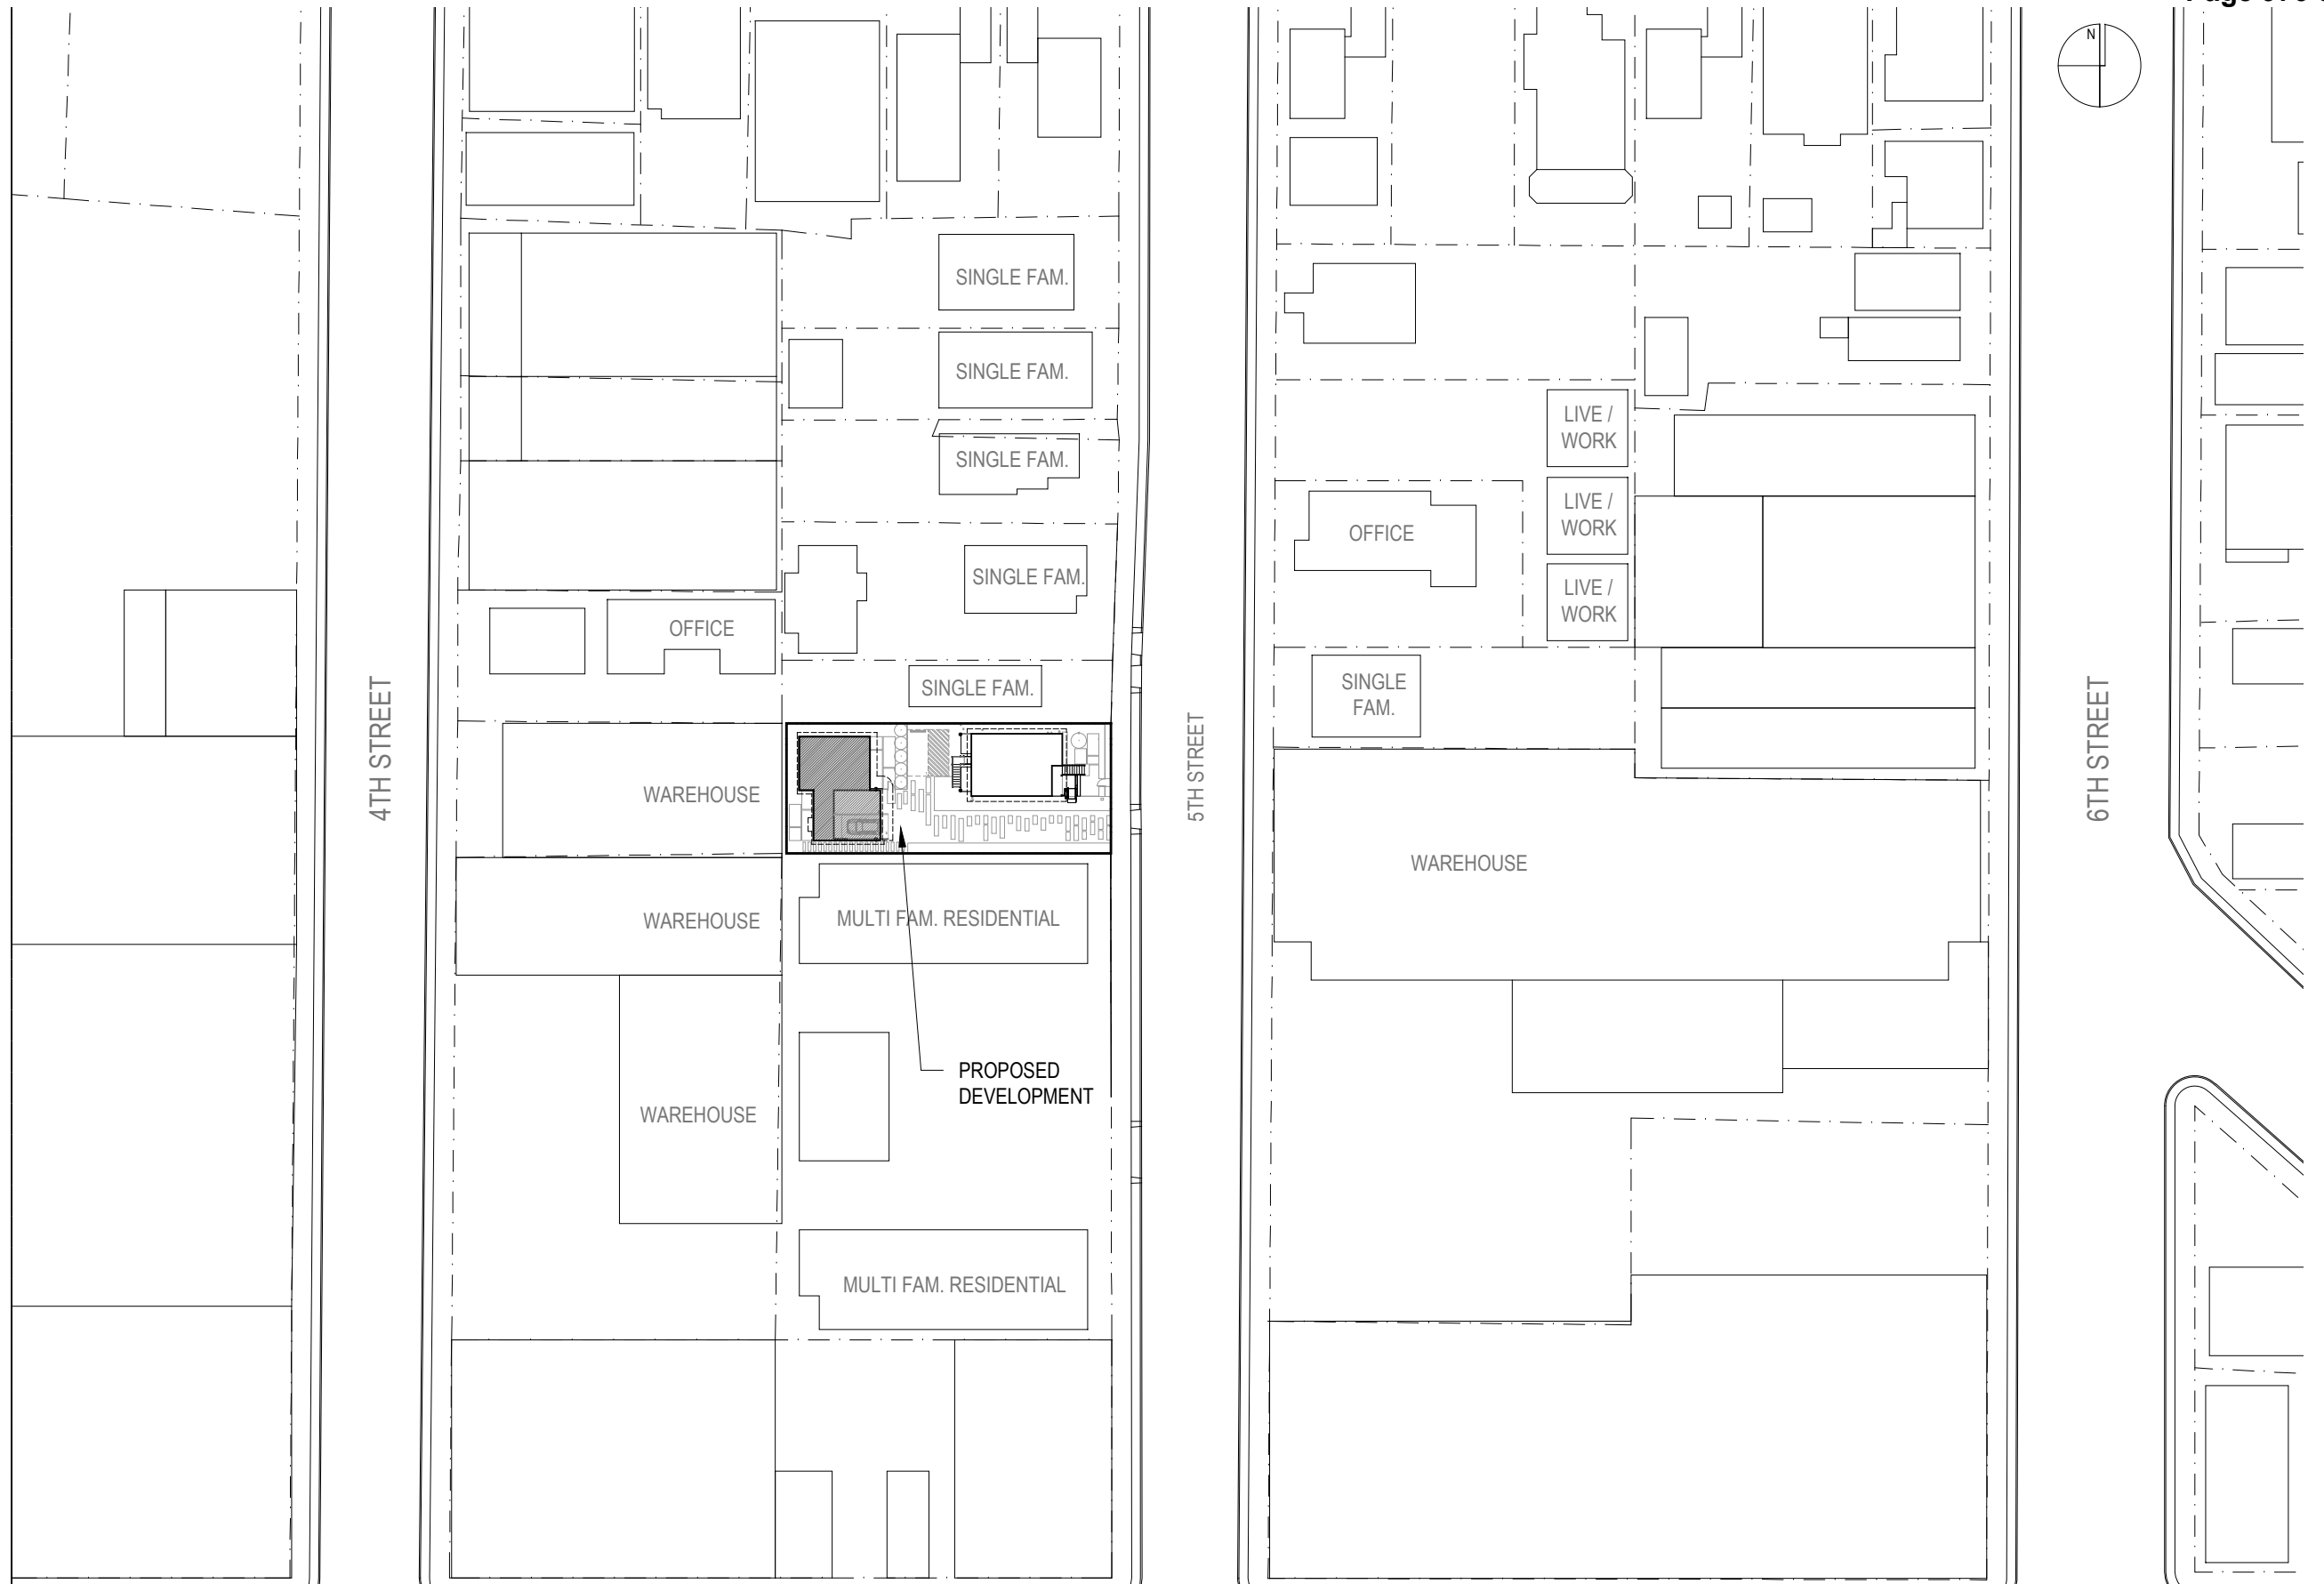 N
SINGLE FAM.
SINGLE FAM.
SINGLE FAM.
SINGLE FAM.
SINGLE FAM.
OFFICE
LIVE /
WORK
LIVE /
WORK
LIVE /
WORK
OFFICE
SINGLE
FAM.
4TH STREET
5TH STREET
6TH STREET
WAREHOUSE
WAREHOUSE
WAREHOUSE
WAREHOUSE
MULTI FAM. RESIDENTIAL
PROPOSED
DEVELOPMENT
MULTI FAM. RESIDENTIAL